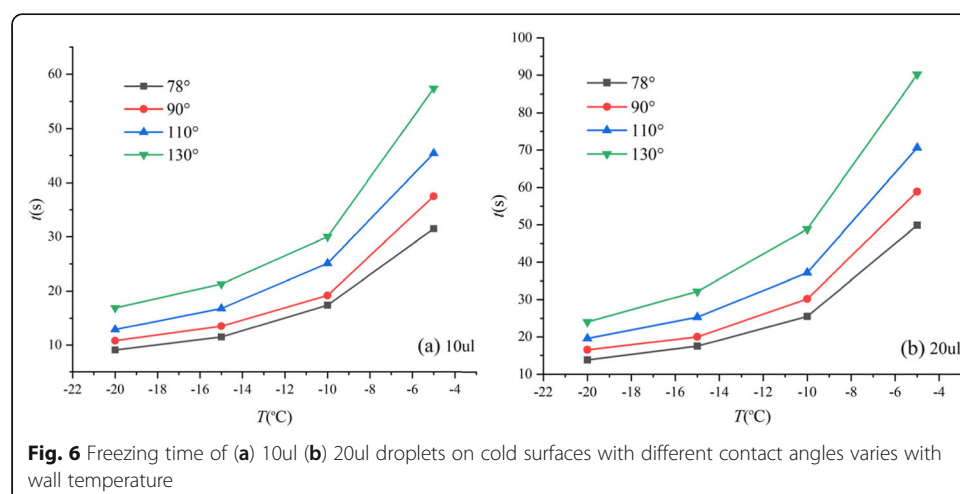 60
50
40
30
20
10
t(s)
78°
90°
110°
130°
(a) 10ul
-22 -20 -18 -16 -14 -12 -10 -8 -6 -4
T(°C)
100
90
80
70
60
50
40
30
20
10
t(s)
78°
90°
110°
130°
(b) 20ul
-22 -20 -18 -16 -14 -12 -10 -8 -6 -4
T(°C)
Fig. 6 Freezing time of (a) 10ul (b) 20ul droplets on cold surfaces with different contact angles varies with
wall temperature